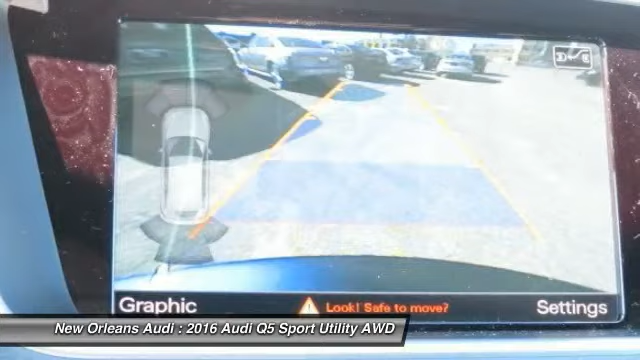 Graphic
Look! Safe to move?
Settings
New Orleans Audi : 2016 Audi Q5 Sport Utility AWD